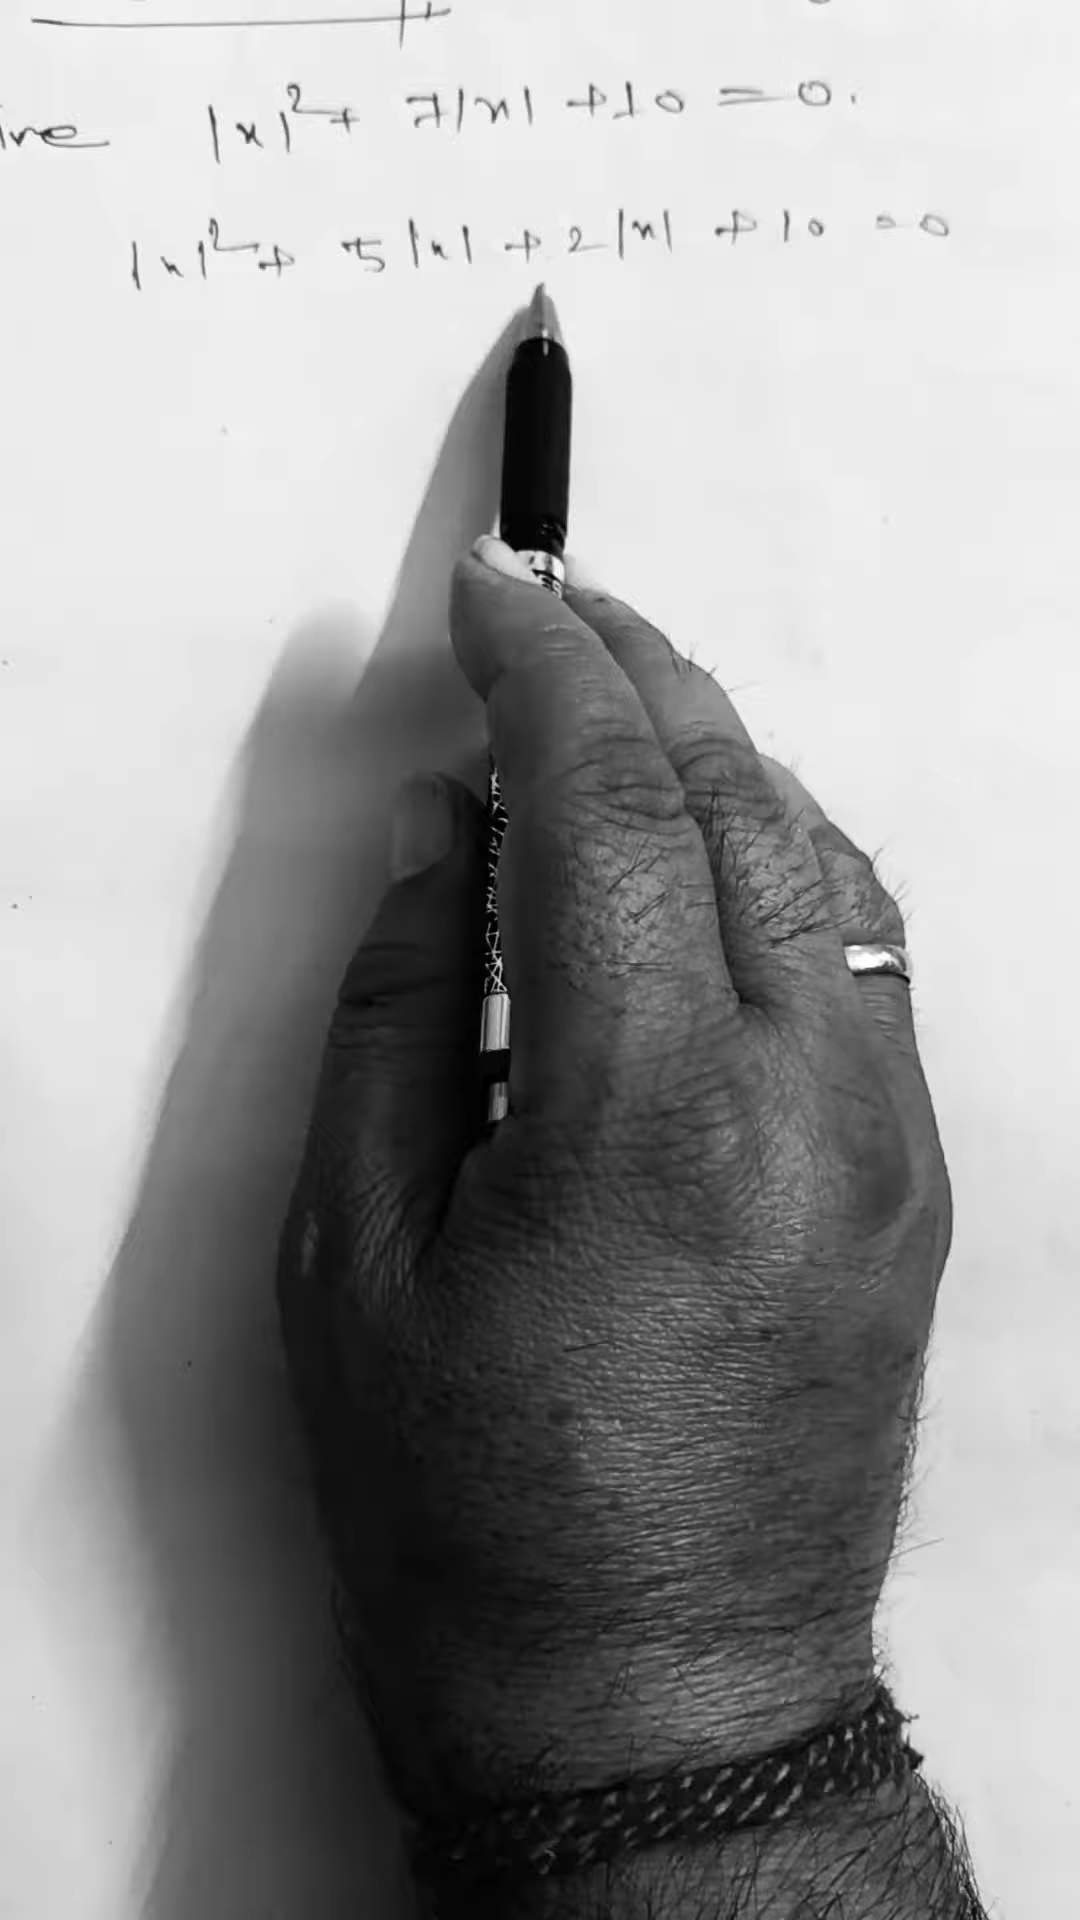 |x|²+ 7|x| +10 =0.
|x|²+ 5|x| +2|x| +10 =0